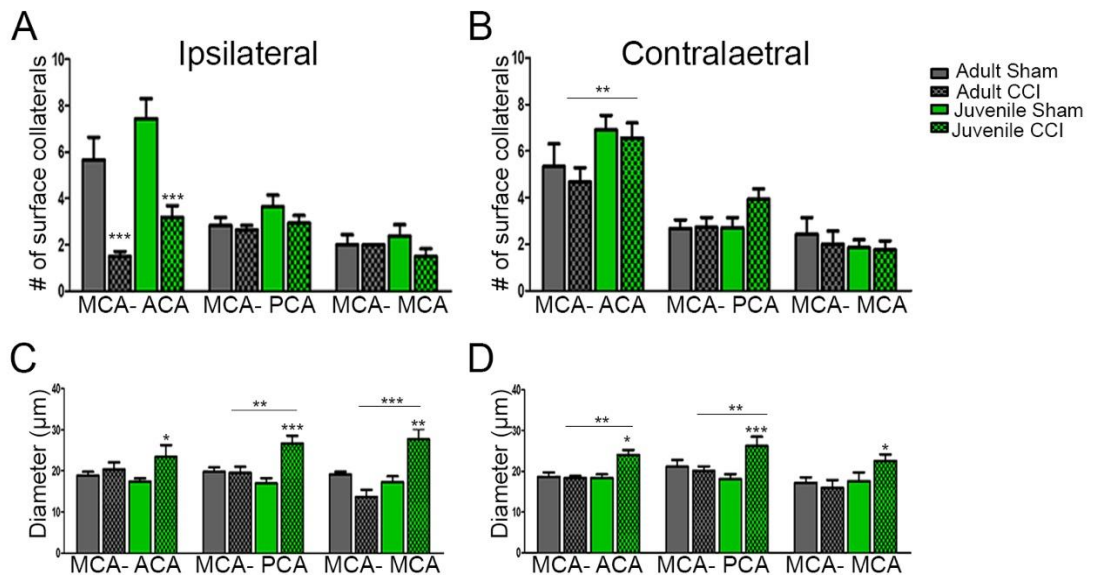 A
Ipsilateral
# of surface collaterals
10
8
6
4
2
0
***
***
MCA- ACA
MCA- PCA
MCA- MCA
B
Contralaetral
# of surface collaterals
10
8
6
4
2
0
**
MCA- ACA
MCA- PCA
MCA- MCA
Adult Sham
Adult CCI
Juvenile Sham
Juvenile CCI
C
Diameter (µm)
40
30
20
10
0
*
**
***
***
**
MCA- ACA
MCA- PCA
MCA- MCA
D
Diameter (µm)
40
30
20
10
0
**
*
**
***
*
MCA- ACA
MCA- PCA
MCA- MCA